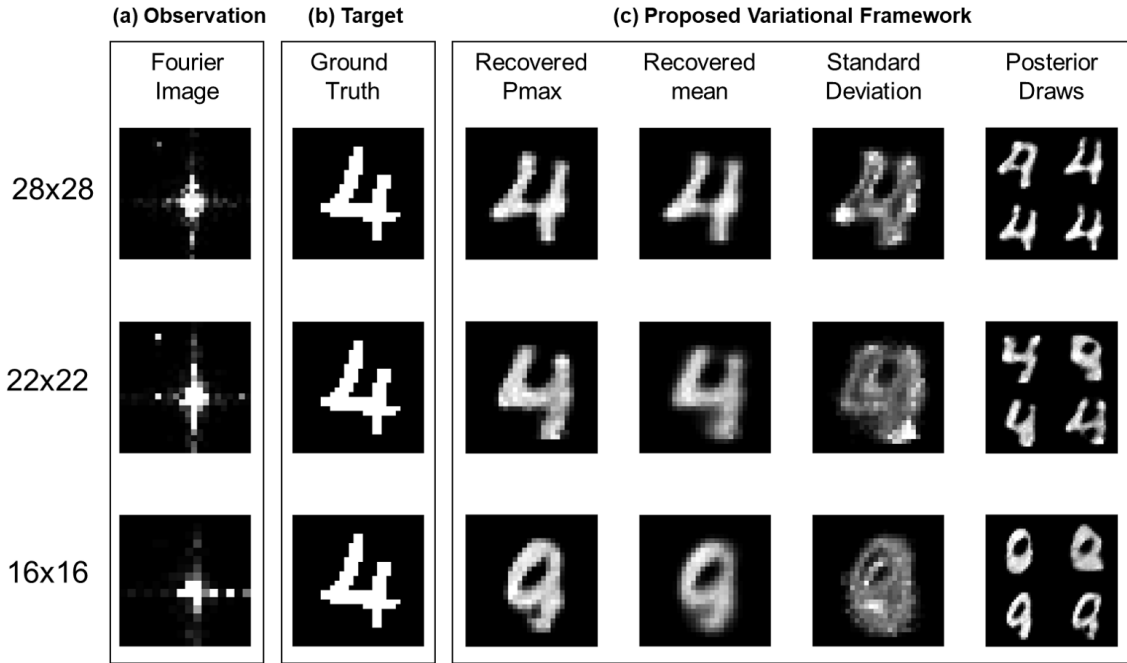 (a) Observation
(b) Target
(c) Proposed Variational Framework
Fourier
Image
Ground
Truth
Recovered
Pmax
Recovered
mean
Standard
Deviation
Posterior
Draws
28x28
22x22
16x16